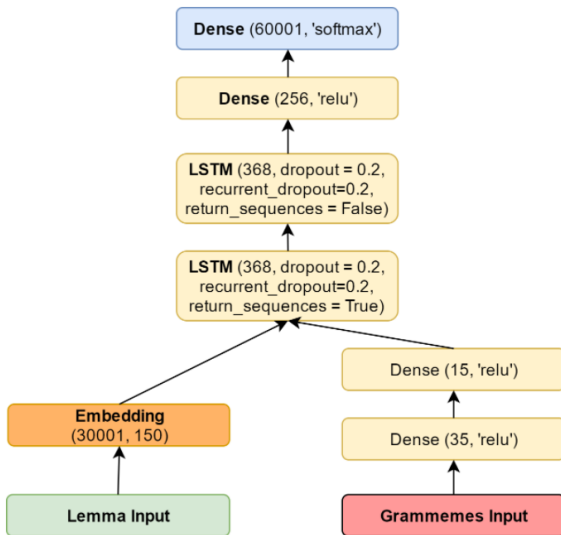 Dense (60001, 'softmax')
Dense (256, 'relu')
LSTM (368, dropout = 0.2,
recurrent_dropout=0.2,
return_sequences = False)
LSTM (368, dropout = 0.2,
recurrent_dropout=0.2,
return_sequences = True)
Dense (15, 'relu')
Embedding
(30001, 150)
Dense (35, 'relu')
Lemma Input
Grammemes Input